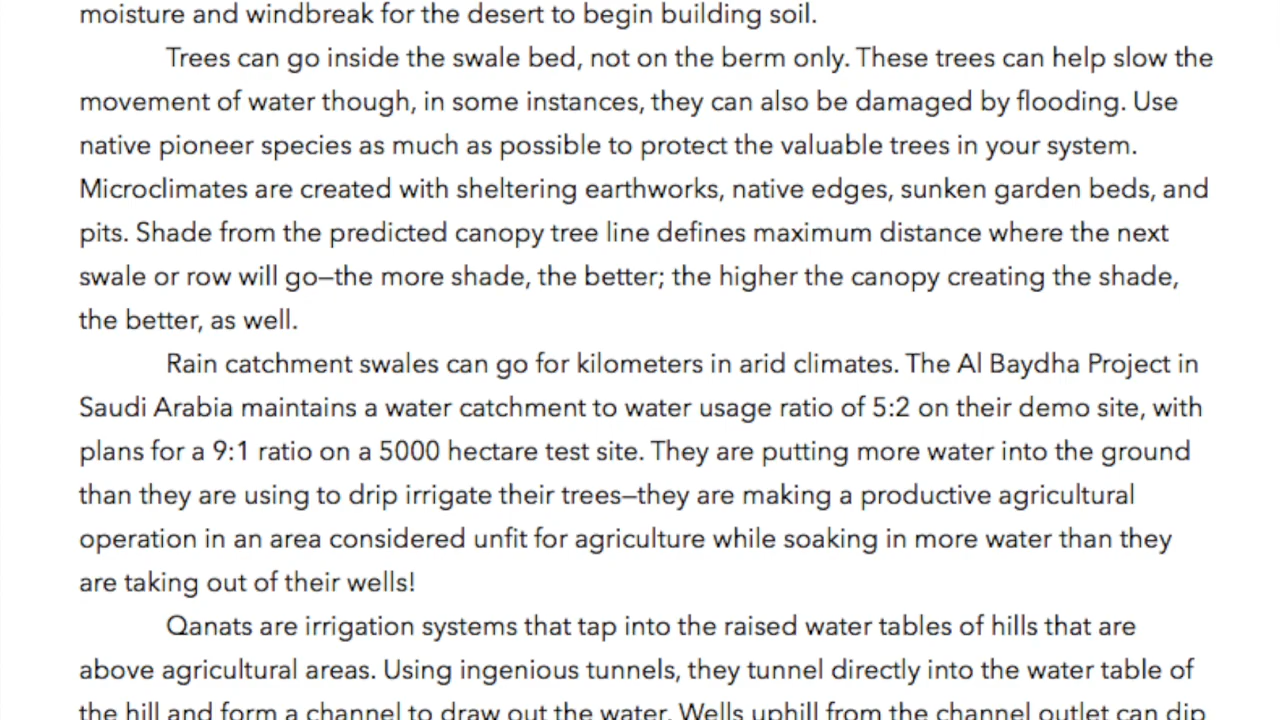 moisture and windbreak for the desert to begin building soil.
Trees can go inside the swale bed, not on the berm only. These trees can help slow the
movement of water though, in some instances, they can also be damaged by flooding. Use
native pioneer species as much as possible to protect the valuable trees in your system.
Microclimates are created with sheltering earthworks, native edges, sunken garden beds, and
pits. Shade from the predicted canopy tree line defines maximum distance where the next
swale or row will go—the more shade, the better; the higher the canopy creating the shade,
the better, as well.
Rain catchment swales can go for kilometers in arid climates. The Al Baydha Project in
Saudi Arabia maintains a water catchment to water usage ratio of 5:2 on their demo site, with
plans for a 9:1 ratio on a 5000 hectare test site. They are putting more water into the ground
than they are using to drip irrigate their trees—they are making a productive agricultural
operation in an area considered unfit for agriculture while soaking in more water than they
are taking out of their wells!
Qanats are irrigation systems that tap into the raised water tables of hills that are
above agricultural areas. Using ingenious tunnels, they tunnel directly into the water table of
the hill and form a channel to draw out the water. Wells uphill from the channel outlet can dip